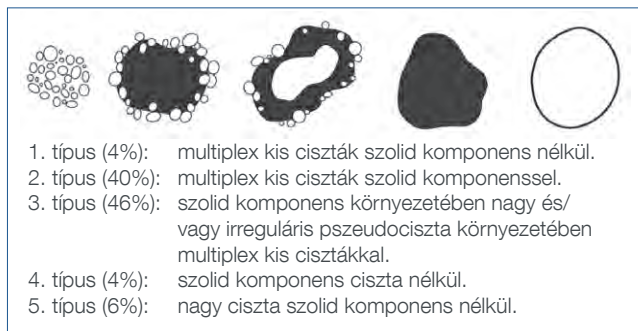 1. típus (4%): multiplex kis ciszták szolid komponens nélkül.
2. típus (40%): multiplex kis ciszták szolid komponenssel.
3. típus (46%): szolid komponens környezetében nagy és/
vagy irreguláris pszeudociszta környezetében
multiplex kis cisztákkal.
4. típus (4%): szolid komponens ciszta nélkül.
5. típus (6%): nagy ciszta szolid komponens nélkül.